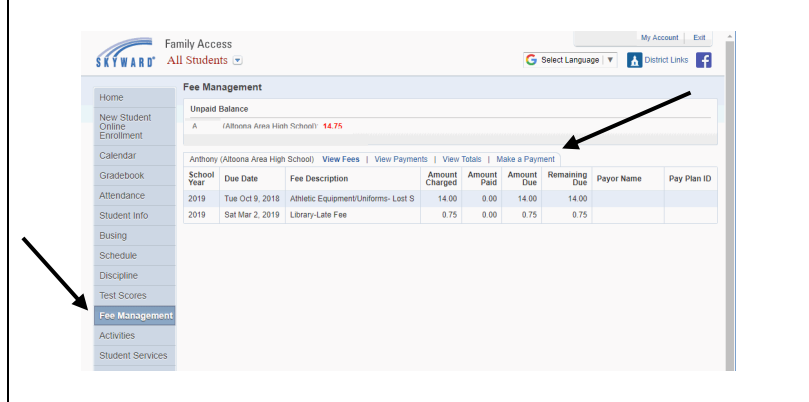 Family Access
My Account Exit
SKYWARD® All Students
Select Language ▼ District Links
Home
New Student
Online
Enrollment
Calendar
Gradebook
Attendance
Student Info
Busing
Schedule
Discipline
Test Scores
Fee Management
Activities
Student Services
Fee Management
Unpaid Balance
A (Altoona Area High School): 14.75
Anthony (Altoona Area High School) View Fees | View Payments | View Totals | Make a Payment
School Year Due Date Fee Description Amount Charged Amount Paid Amount Due Remaining Due Payor Name Pay Plan ID
2019 Tue Oct 9, 2018 Athletic Equipment/Uniforms- Lost S 14.00 0.00 14.00 14.00
2019 Sat Mar 2, 2019 Library-Late Fee 0.75 0.00 0.75 0.75